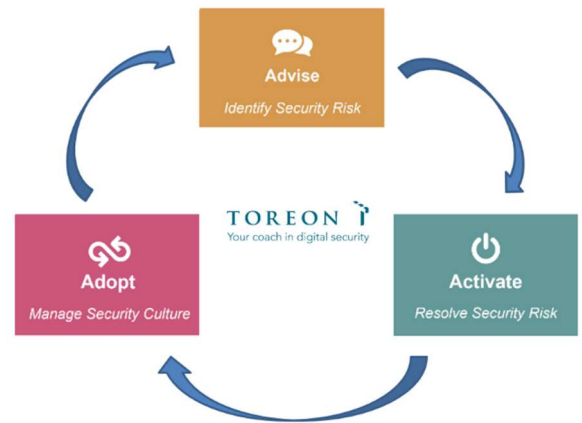 Advise
Identify Security Risk
TOREON
Your coach in digital security
Adopt
Manage Security Culture
Activate
Resolve Security Risk